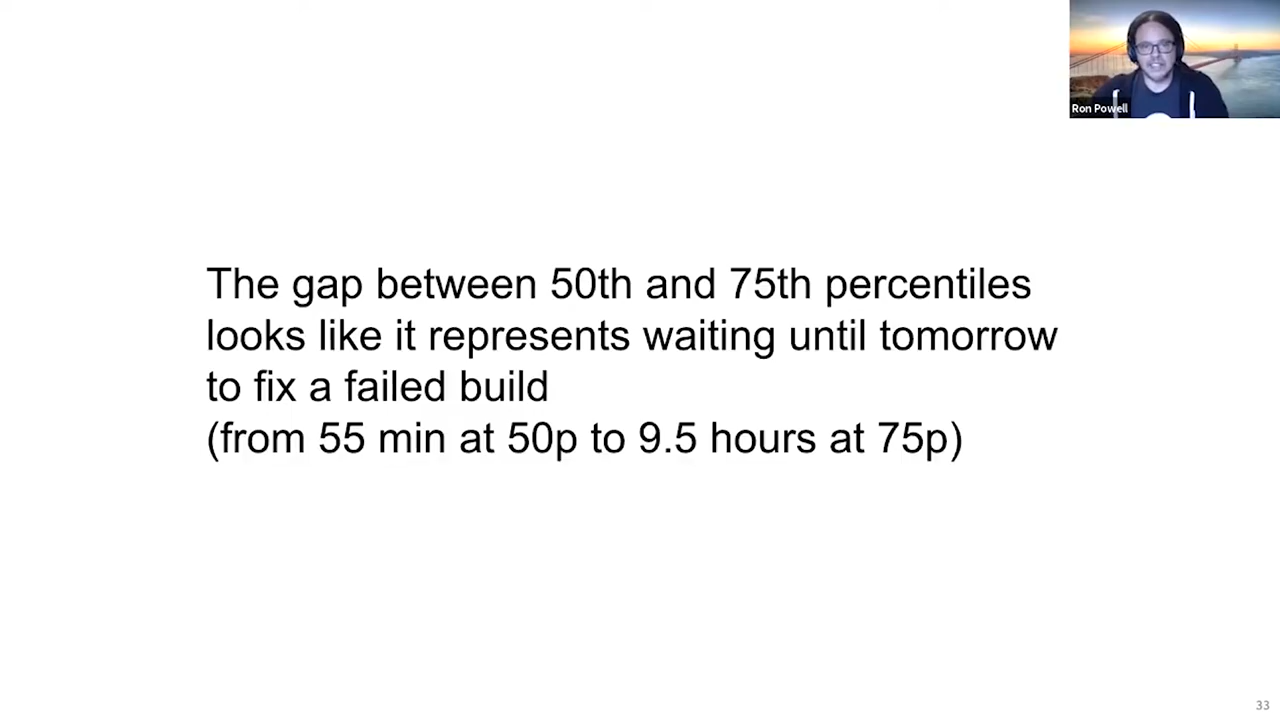 Ron Powell
The gap between 50th and 75th percentiles
looks like it represents waiting until tomorrow
to fix a failed build
(from 55 min at 50p to 9.5 hours at 75p)
33